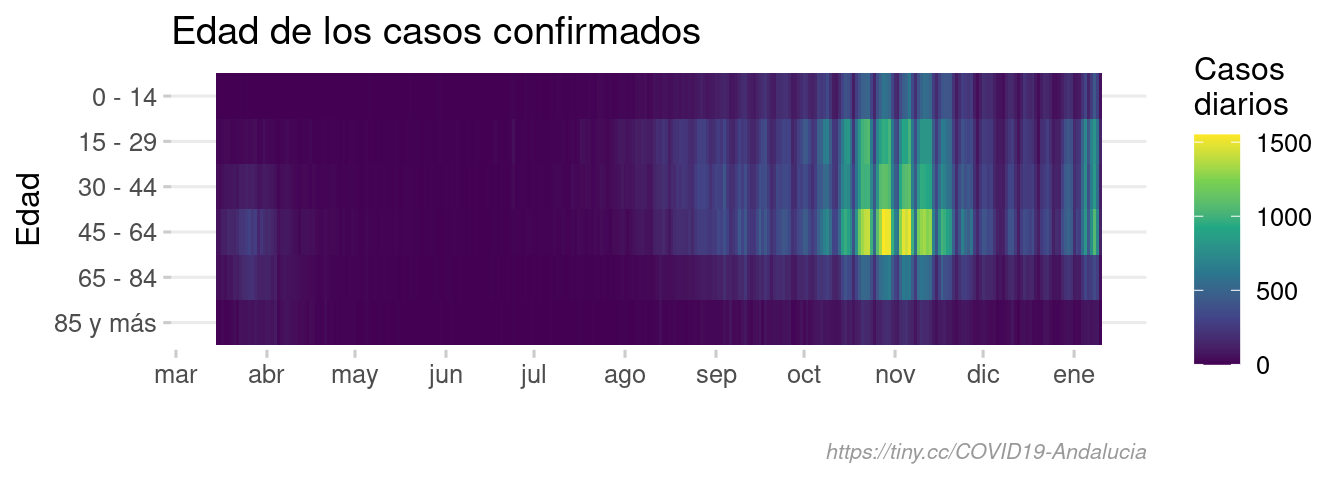 Edad de los casos confirmados
Casos
diarios
Edad
0 - 14
15 - 29
30 - 44
45 - 64
65 - 84
85 y más
1500
1000
500
0
mar abr may jun jul ago sep oct nov dic ene
https://tiny.cc/COVID19-Andalucia